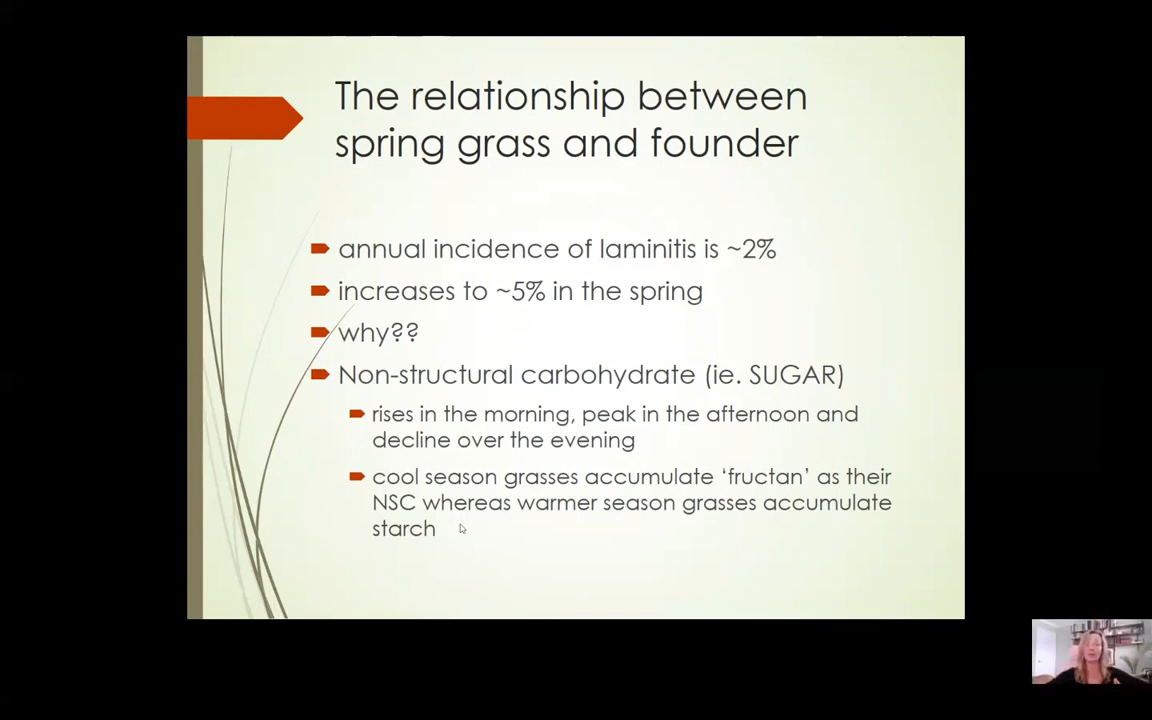 The relationship between
spring grass and founder
annual incidence of laminitis is ~2%
increases to ~5% in the spring
why??
Non-structural carbohydrate (ie. SUGAR)
rises in the morning, peak in the afternoon and
decline over the evening
cool season grasses accumulate ‘fructan’ as their
NSC whereas warmer season grasses accumulate
starch